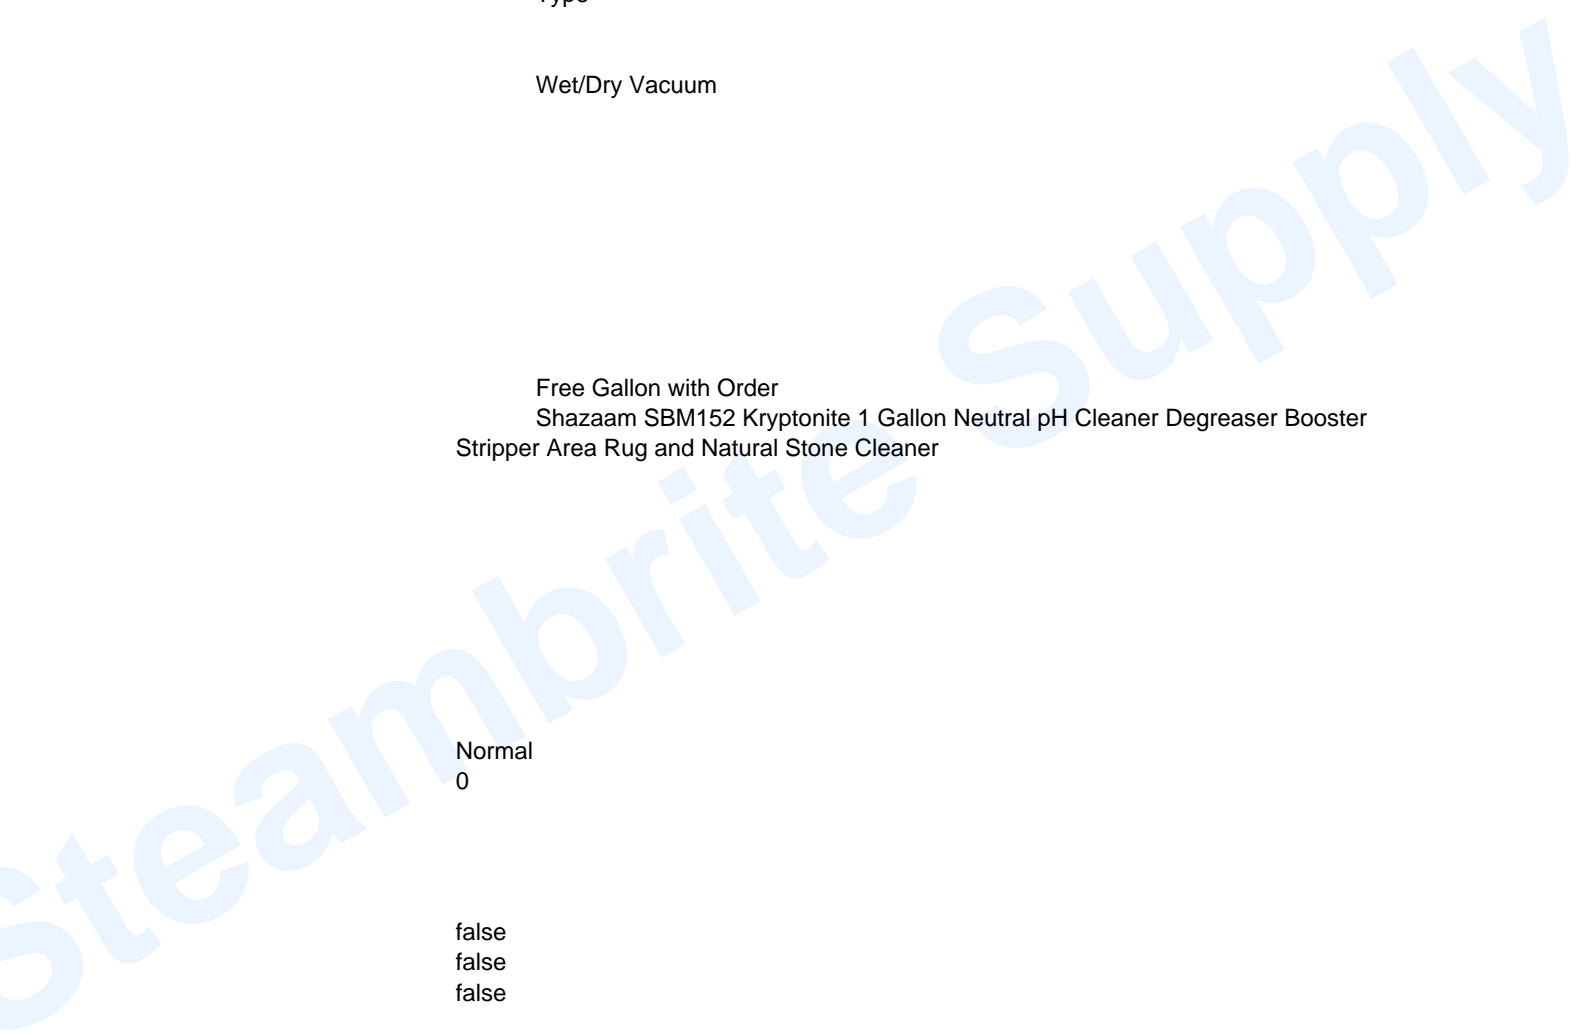 Type
Wet/Dry Vacuum
Free Gallon with Order
Shazaam SBM152 Kryptonite 1 Gallon Neutral pH Cleaner Degreaser Booster
Stripper Area Rug and Natural Stone Cleaner
Steambrite Supply
Normal
0
false
false
false